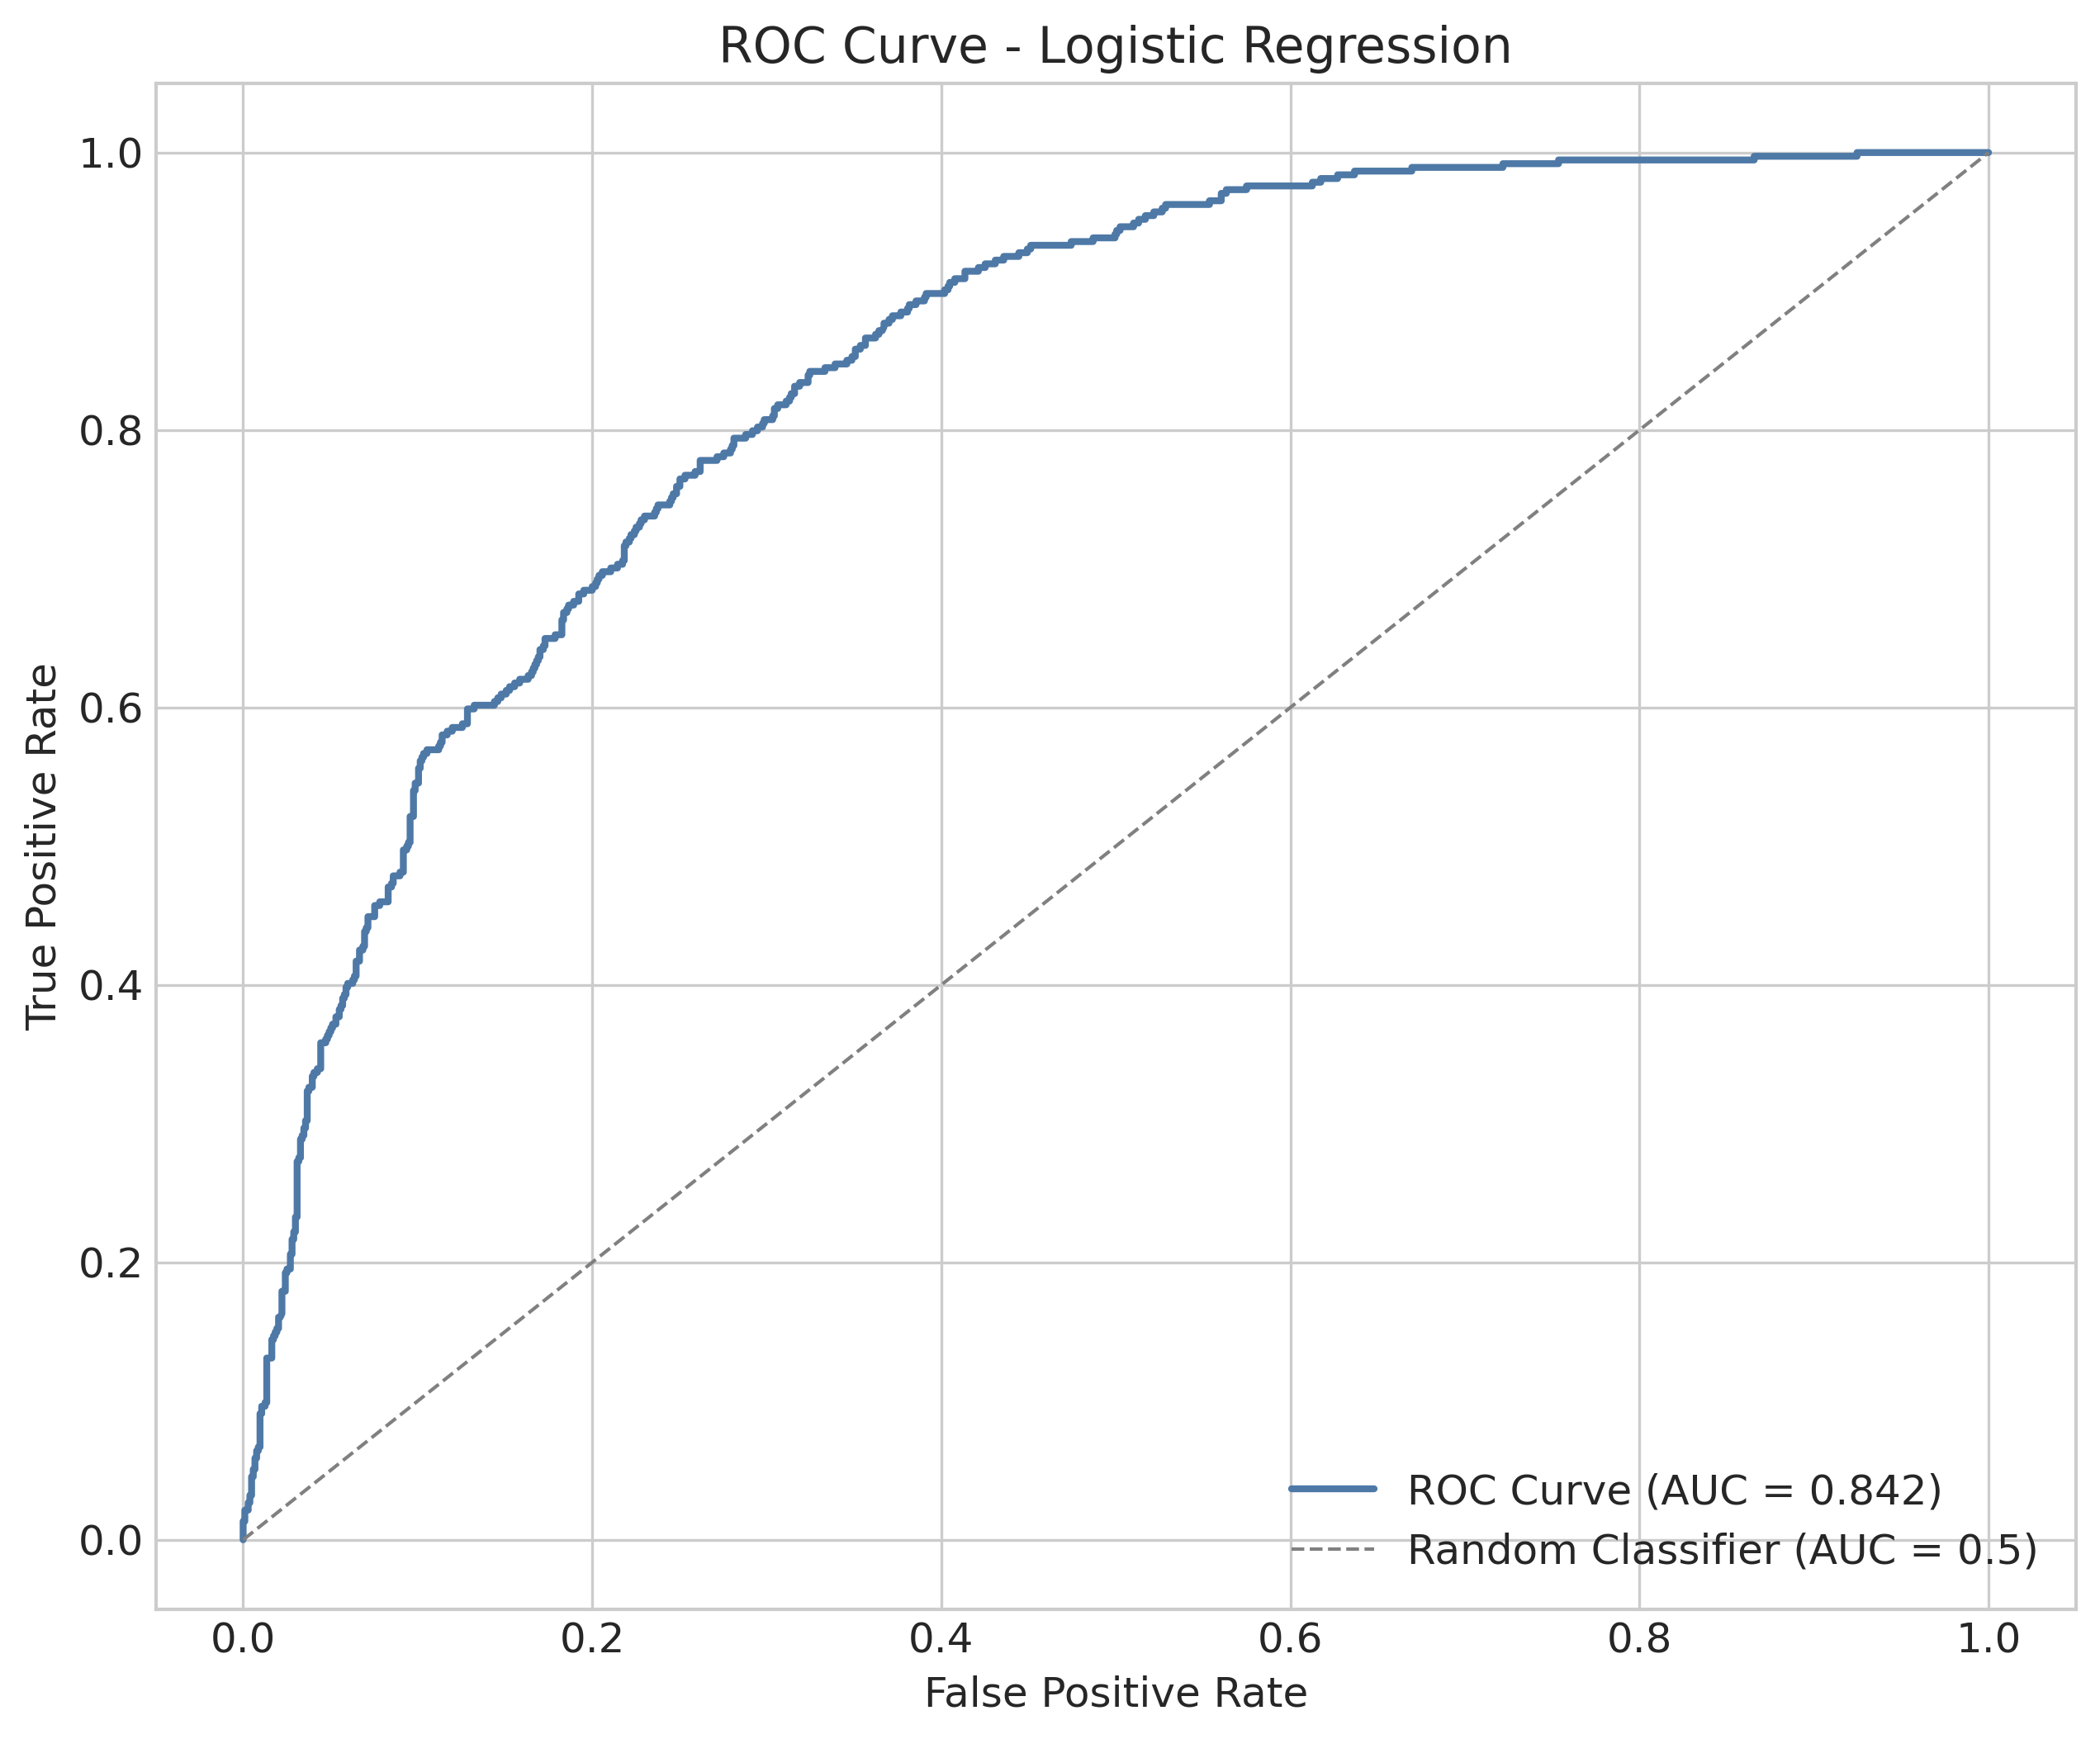 ROC Curve - Logistic Regression
1.0
0.8
0.6
0.4
0.2
0.0
True Positive Rate
ROC Curve (AUC = 0.842)
Random Classifier (AUC = 0.5)
0.0 0.2 0.4 0.6 0.8 1.0
False Positive Rate